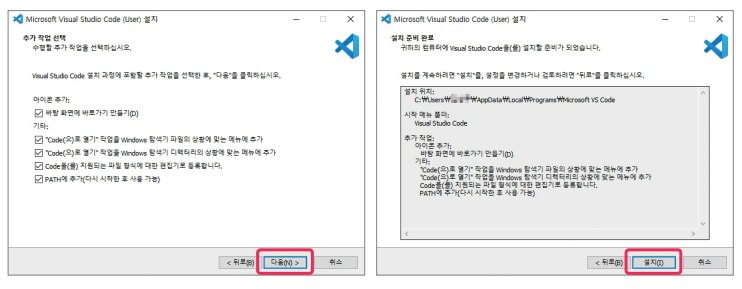 Microsoft Visual Studio Code (User) 설치
추가 작업 선택
수행할 추가 작업을 선택하십시오.
Visual Studio Code 설치 과정에 포함할 추가 작업을 선택한 후, "다음"을 클릭하십시오.
아이콘 추가:
바탕 화면에 바로가기 만들기(D)
기타:
"Code(으)로 열기" 작업을 Windows 탐색기 파일의 상황에 맞는 메뉴에 추가
"Code(으)로 열기" 작업을 Windows 탐색기 디렉터리의 상황에 맞는 메뉴에 추가
Code을(를) 지원되는 파일 형식에 대한 편집기로 등록합니다.
PATH에 추가(다시 시작한 후 사용 가능)
< 뒤로(B)
다음(N) >
취소
Microsoft Visual Studio Code (User) 설치
설치 준비 완료
귀하의 컴퓨터에 Visual Studio Code을(를) 설치할 준비가 되었습니다.
설치를 계속하려면 "설치"를, 설정을 변경하거나 검토하려면 "뒤로"를 클릭하십시오.
설치 위치:
C:₩Users₩ ₩AppData₩Local₩Programs₩Microsoft VS Code
시작 메뉴 폴더:
Visual Studio Code
추가 작업:
아이콘 추가:
바탕 화면에 바로가기 만들기(D)
기타:
"Code(으)로 열기" 작업을 Windows 탐색기 파일의 상황에 맞는 메뉴에 추가
"Code(으)로 열기" 작업을 Windows 탐색기 디렉터리의 상황에 맞는 메뉴에 추가
Code을(를) 지원되는 파일 형식에 대한 편집기로 등록합니다.
PATH에 추가(다시 시작한 후 사용 가능)
< 뒤로(B)
설치(I)
취소